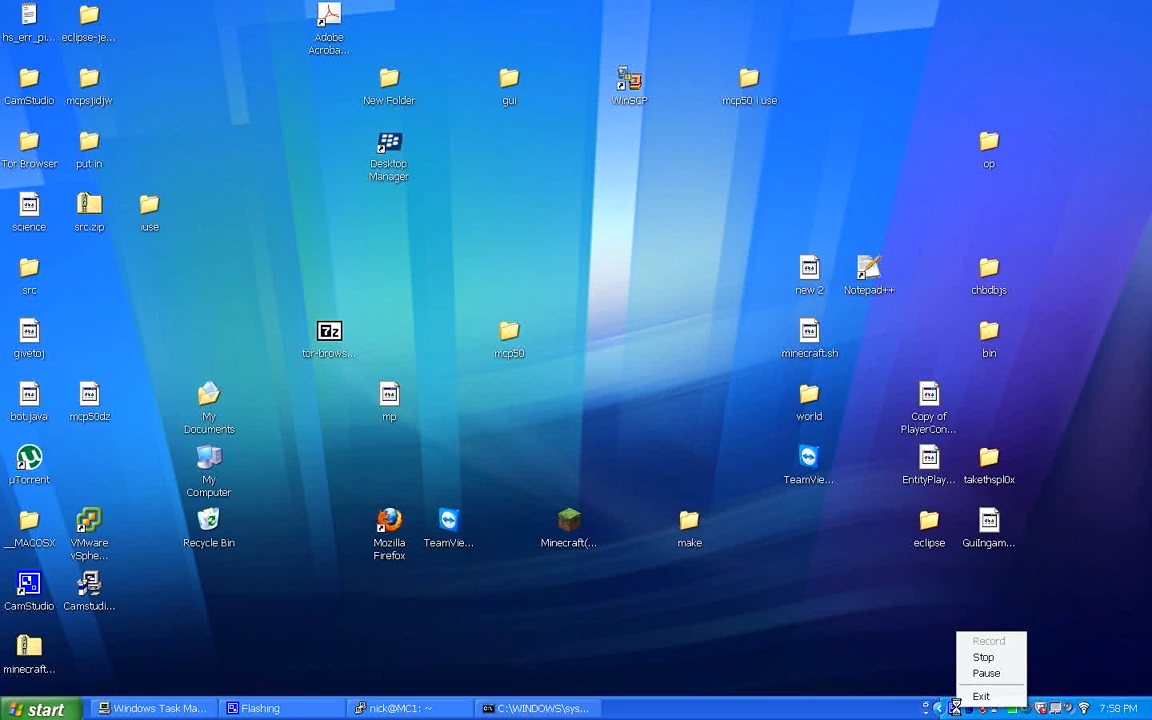 Adobe
Acroba...
hs_err_pi...
eclipse-je...
CamStudio
mcpsjidjw
New Folder
gui
WinSCP
mcp50 I use
Tor Browser
put in
Desktop
Manager
op
science
src.zip
iuse
src
new 2
Notepad++
chbdbjs
givetoj
tor-brows...
mcp50
minecraft.sh
bin
bot.java
mcp50dz
My
Documents
mp
world
Copy of
PlayerCon...
µTorrent
My
Computer
TeamVie...
EntityPlay...
takethspl0x
__MACOSX
VMware
vSphe...
Recycle Bin
Mozilla
Firefox
TeamVie...
Minecraft(...
make
eclipse
GuiIngam...
CamStudio
Camstudi...
minecraft...
Record
Stop
Pause
Exit
start
Windows Task Ma...
Flashing
nick@MC1: ~
C:\WINDOWS\sys...
7:58 PM